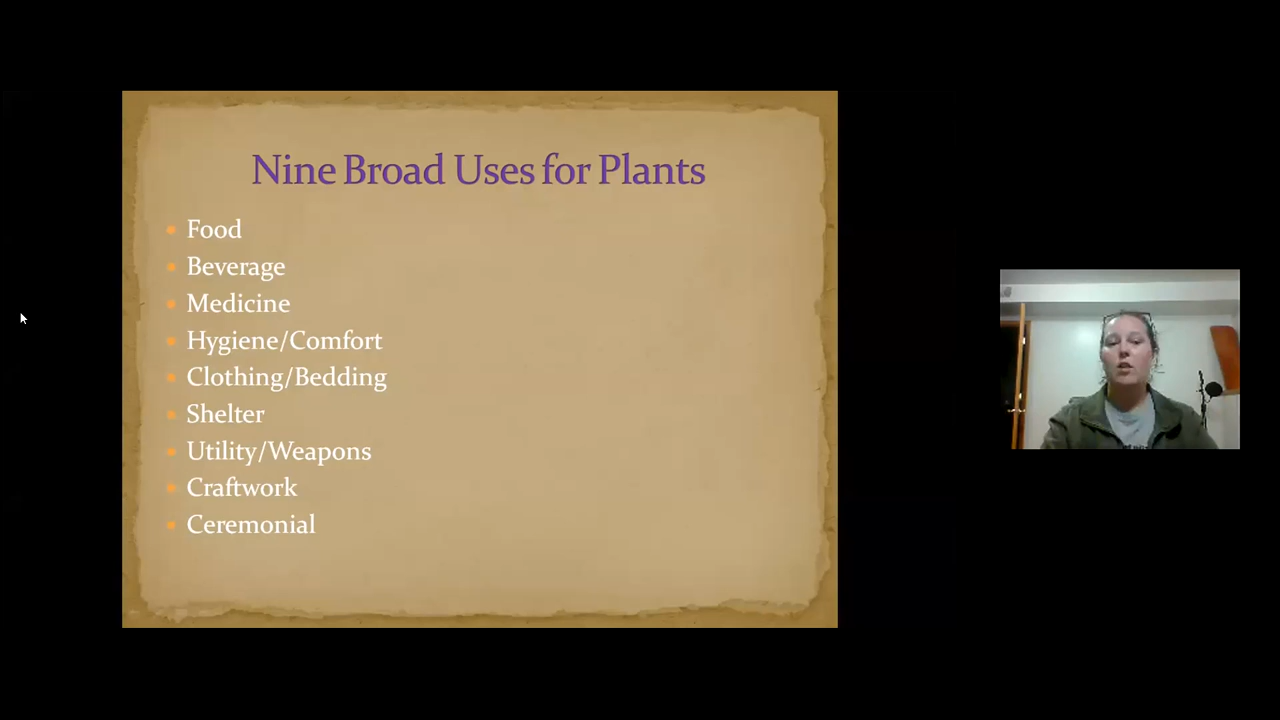 Nine Broad Uses for Plants
Food
Beverage
Medicine
Hygiene/Comfort
Clothing/Bedding
Shelter
Utility/Weapons
Craftwork
Ceremonial